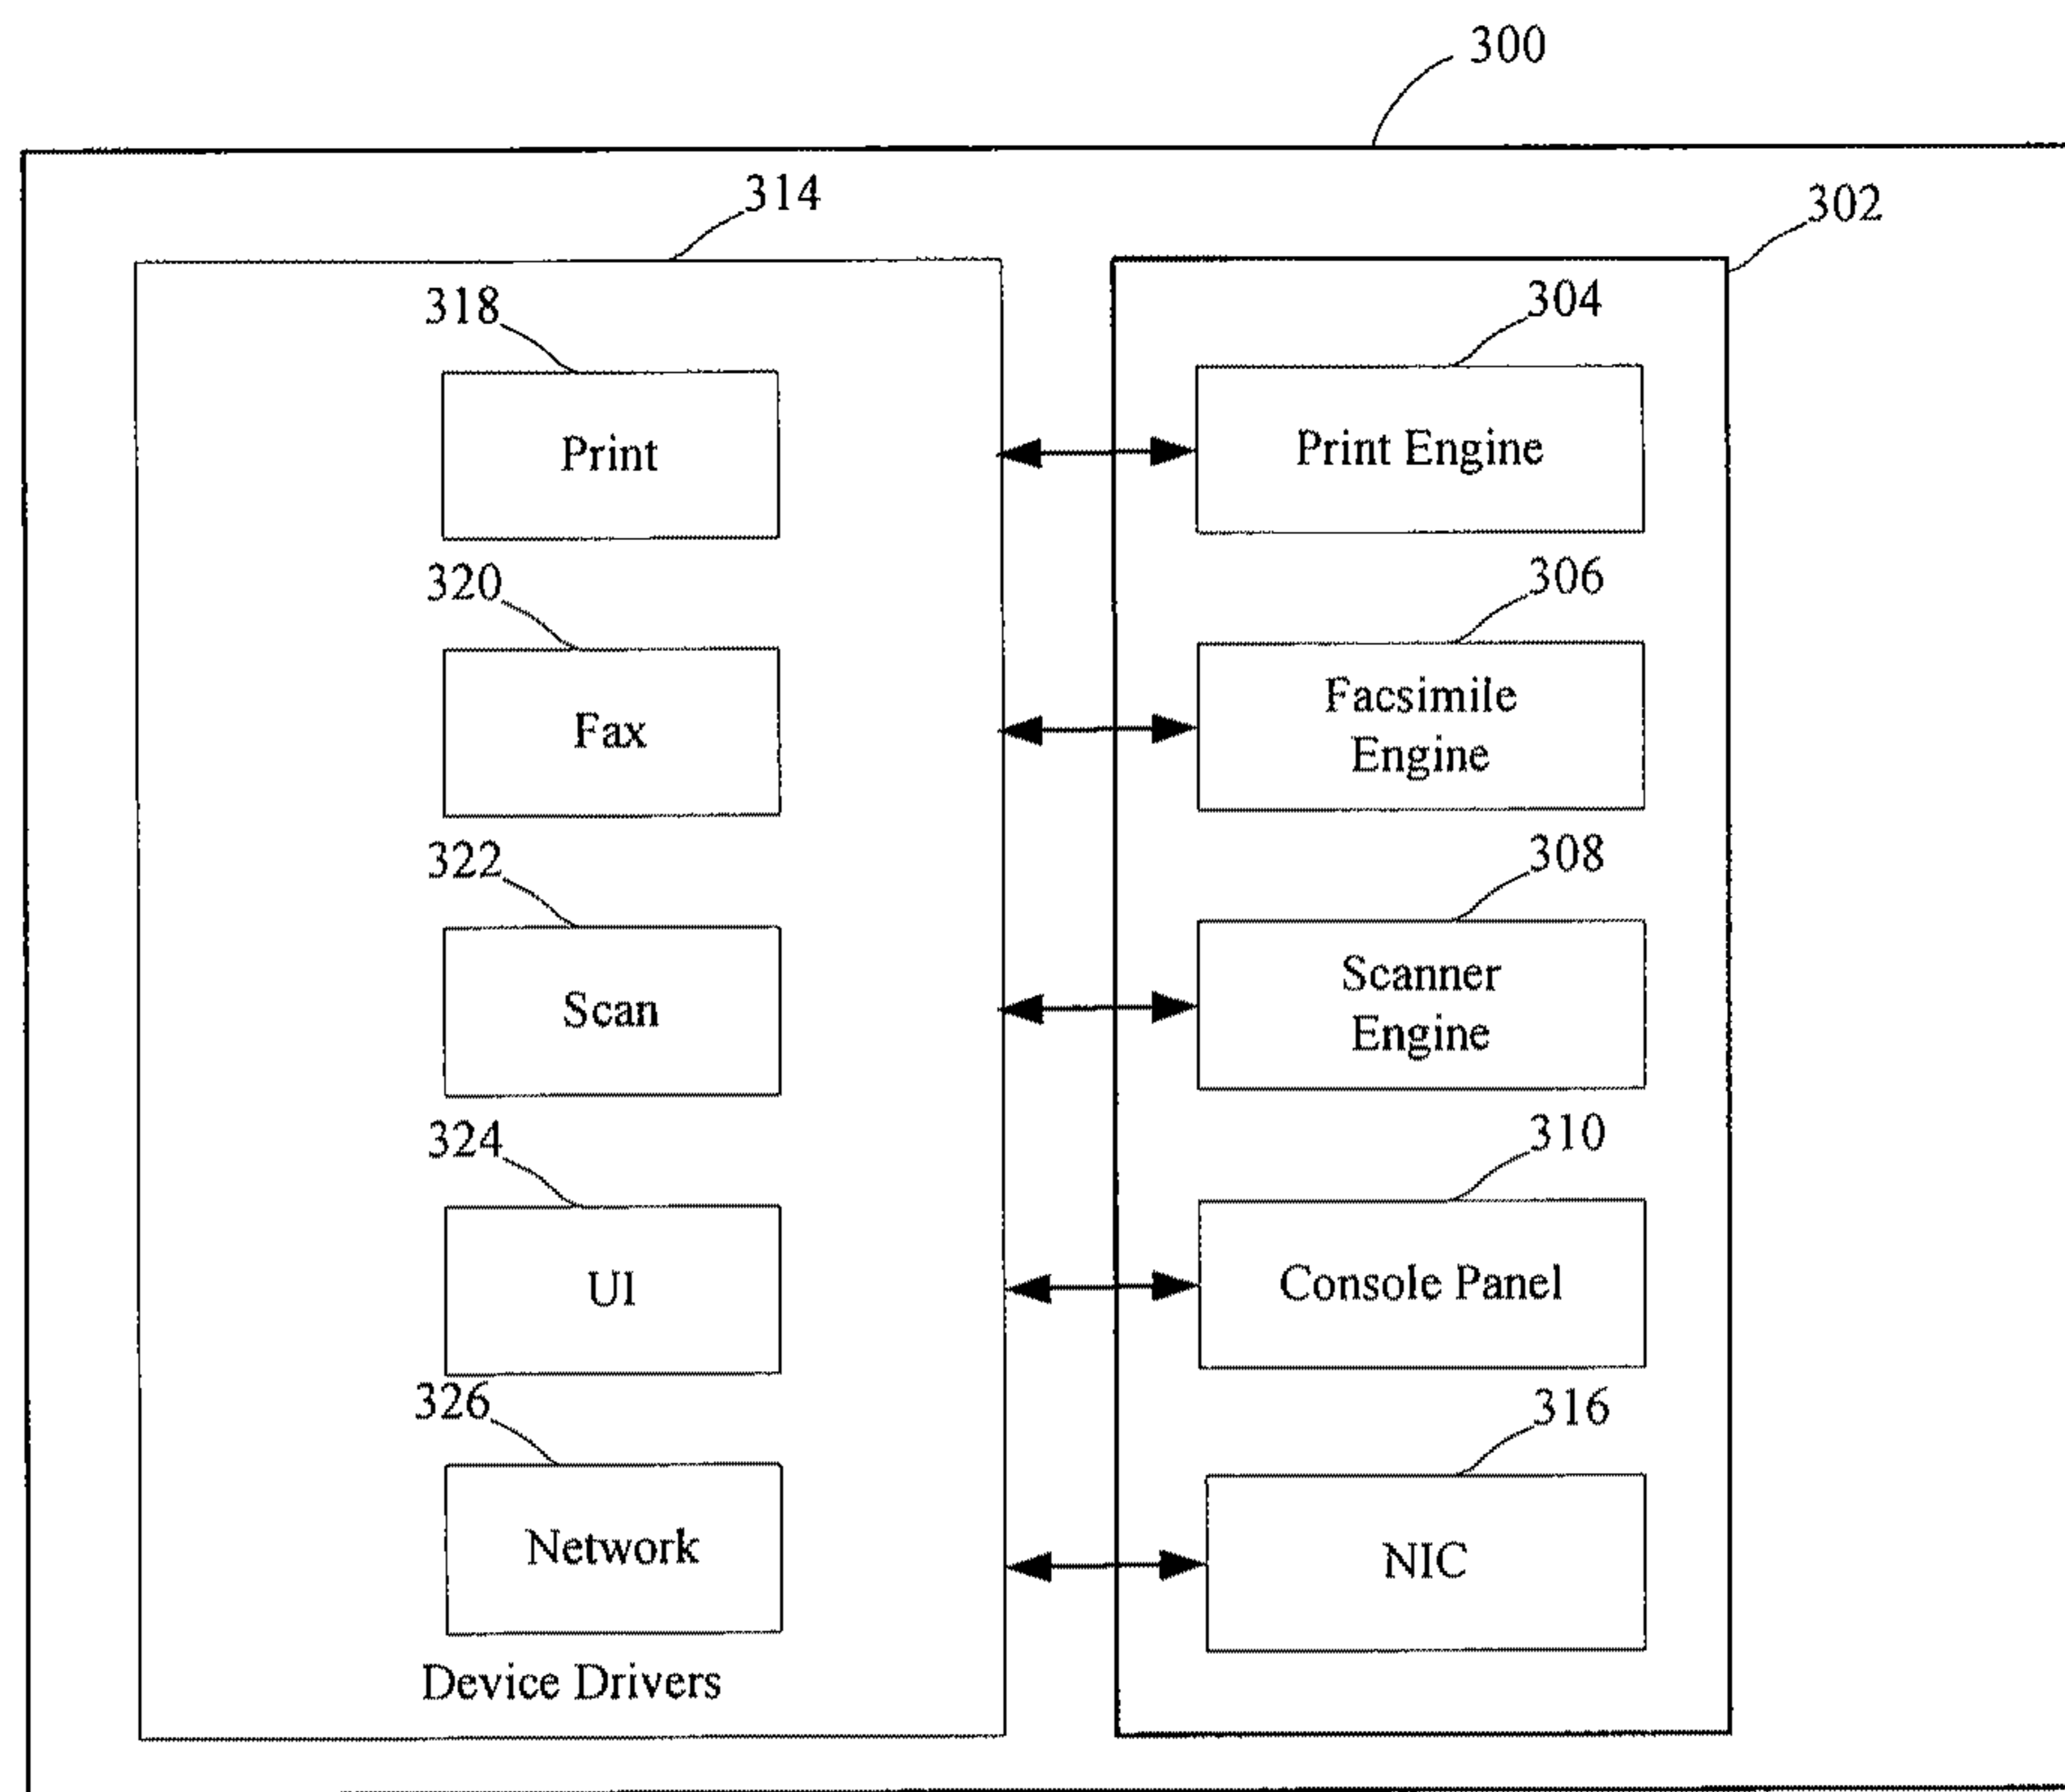 300
314
302
318
304
Print
Print Engine
320
306
Fax
Facsimile
Engine
322
308
Scan
Scanner
Engine
324
310
UI
Console Panel
326
316
Network
NIC
Device Drivers